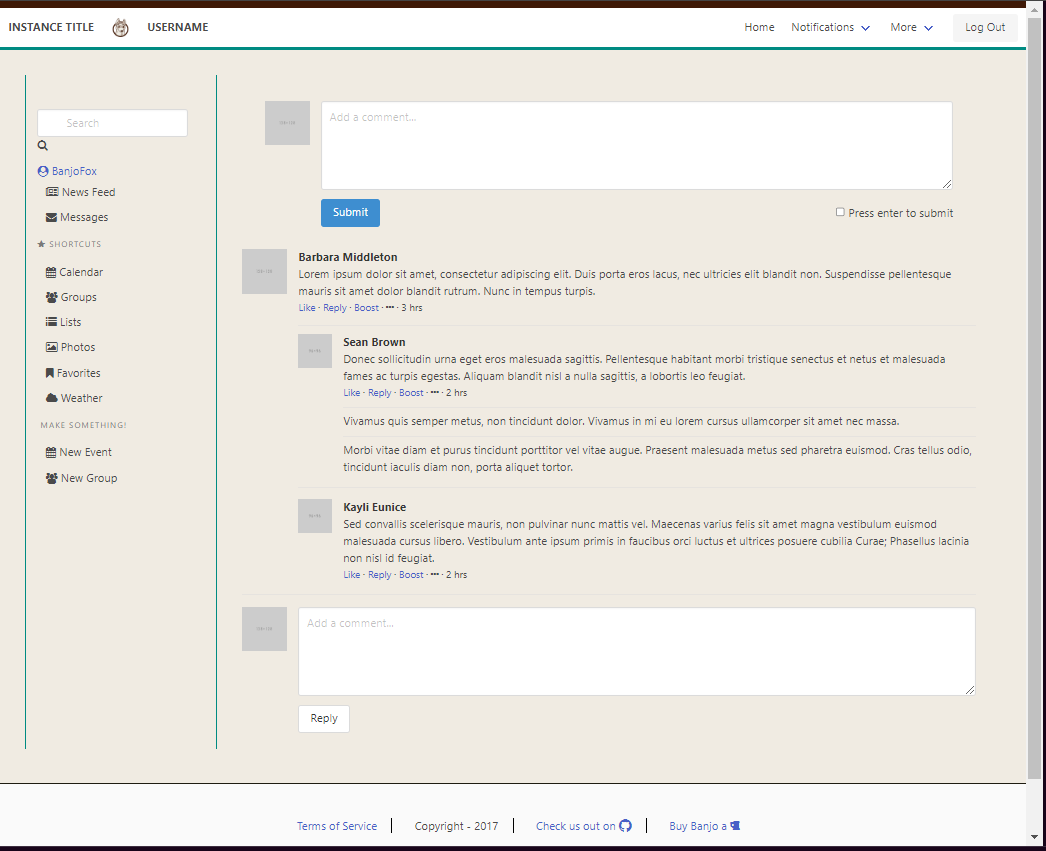 INSTANCE TITLE USERNAME Home Notifications More Log Out
Search
BanjoFox
News Feed
Messages
SHORTCUTS
Calendar
Groups
Lists
Photos
Favorites
Weather
MAKE SOMETHING!
New Event
New Group
Add a comment...
Submit Press enter to submit
Barbara Middleton
Lorem ipsum dolor sit amet, consectetur adipiscing elit. Duis porta eros lacus, nec ultricies elit blandit non. Suspendisse pellentesque
mauris sit amet dolor blandit rutrum. Nunc in tempus turpis.
Like · Reply · Boost · ••• · 3 hrs
Sean Brown
Donec sollicitudin urna eget eros malesuada sagittis. Pellentesque habitant morbi tristique senectus et netus et malesuada
fames ac turpis egestas. Aliquam blandit nisl a nulla sagittis, a lobortis leo feugiat.
Like · Reply · Boost · ••• · 2 hrs
Vivamus quis semper metus, non tincidunt dolor. Vivamus in mi eu lorem cursus ullamcorper sit amet nec massa.
Morbi vitae diam et purus tincidunt porttitor vel vitae augue. Praesent malesuada metus sed pharetra euismod. Cras tellus odio,
tincidunt iaculis diam non, porta aliquet tortor.
Kayli Eunice
Sed convallis scelerisque mauris, non pulvinar nunc mattis vel. Maecenas varius felis sit amet magna vestibulum euismod
malesuada cursus libero. Vestibulum ante ipsum primis in faucibus orci luctus et ultrices posuere cubilia Curae; Phasellus lacinia
non nisl id feugiat.
Like · Reply · Boost · ••• · 2 hrs
Add a comment...
Reply
Terms of Service Copyright - 2017 Check us out on Buy Banjo a